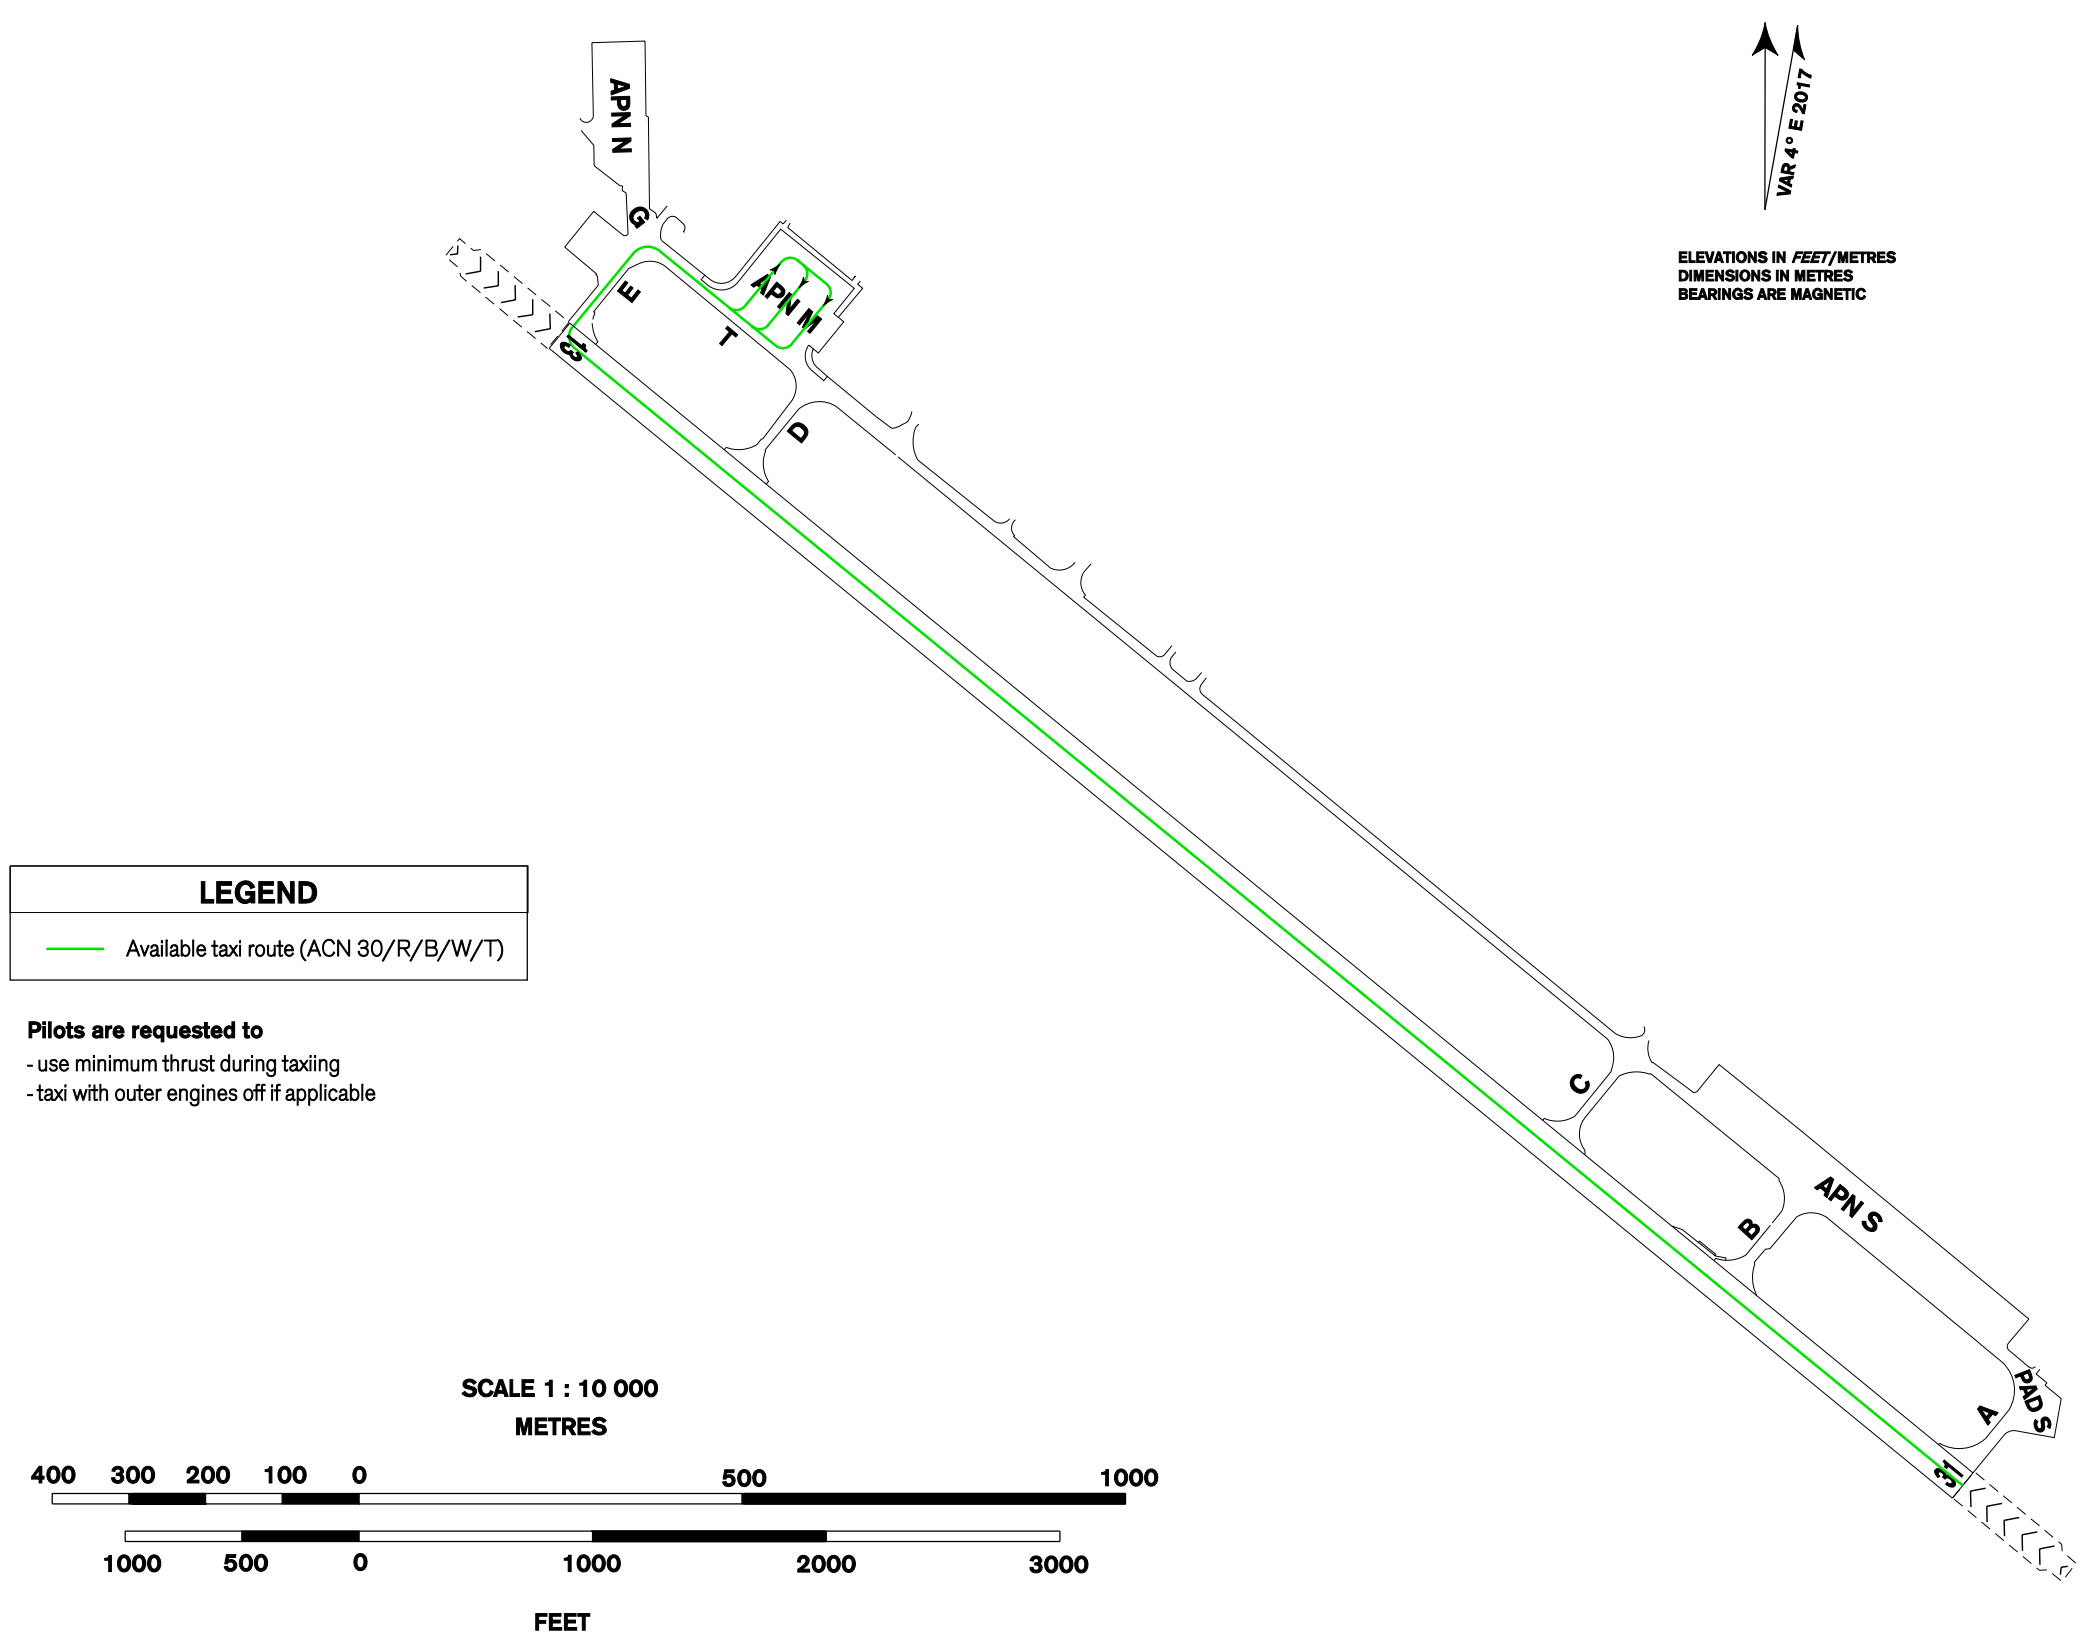 APN N
VAR 4° E 2017
G
ELEVATIONS IN FEET/METRES
DIMENSIONS IN METRES
BEARINGS ARE MAGNETIC
E
APN M
T
13
D
LEGEND
Available taxi route (ACN 30/R/B/W/T)
Pilots are requested to
- use minimum thrust during taxiing
- taxi with outer engines off if applicable
C
APN S
B
PAD S
A
31
SCALE 1 : 10 000
METRES
400 300 200 100 0 500 1000
1000 500 0 1000 2000 3000
FEET